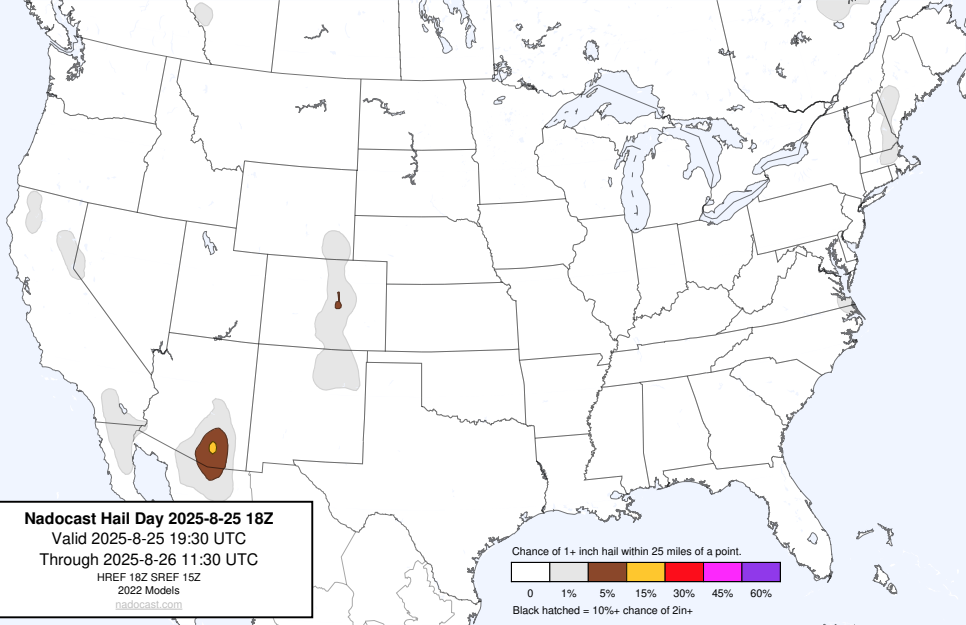 Nadocast Hail Day 2025-8-25 18Z
Valid 2025-8-25 19:30 UTC
Through 2025-8-26 11:30 UTC
HREF 18Z SREF 15Z
2022 Models
nadocast.com
Chance of 1+ inch hail within 25 miles of a point.
0 1% 5% 15% 30% 45% 60%
Black hatched = 10%+ chance of 2in+